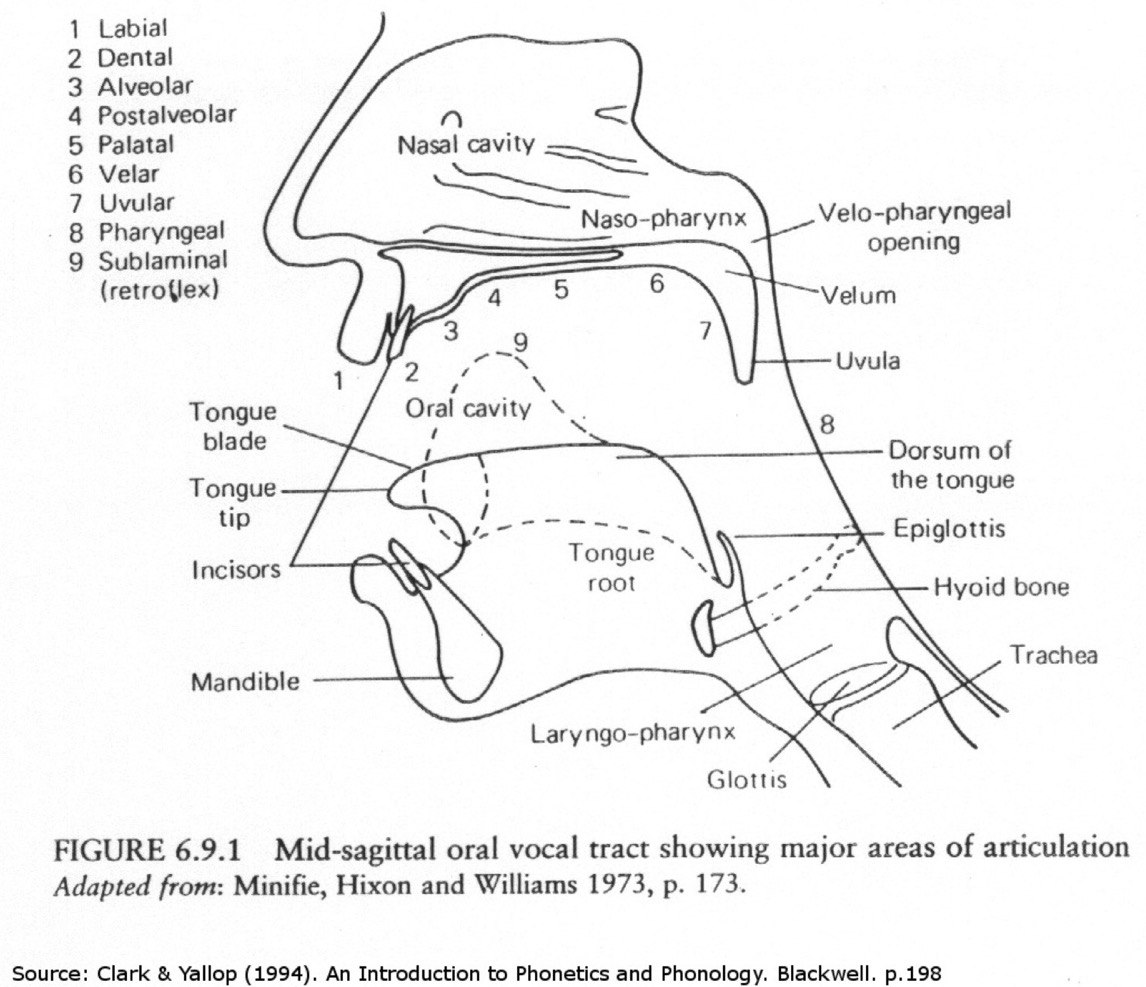 1 Labial
2 Dental
3 Alveolar
4 Postalveolar
5 Palatal
6 Velar
7 Uvular
8 Pharyngeal
9 Sublaminal
(retroflex)
Nasal cavity
Naso-pharynx
Velo-pharyngeal
opening
Velum
Uvula
1
2
3
4
5
6
7
8
9
Oral cavity
Tongue
blade
Tongue
tip
Incisors
Mandible
Dorsum of
the tongue
Epiglottis
Tongue
root
Hyoid bone
Trachea
Laryngo-pharynx
Glottis
FIGURE 6.9.1 Mid-sagittal oral vocal tract showing major areas of articulation
Adapted from: Minifie, Hixon and Williams 1973, p. 173.
Source: Clark & Yallop (1994). An Introduction to Phonetics and Phonology. Blackwell. p.198